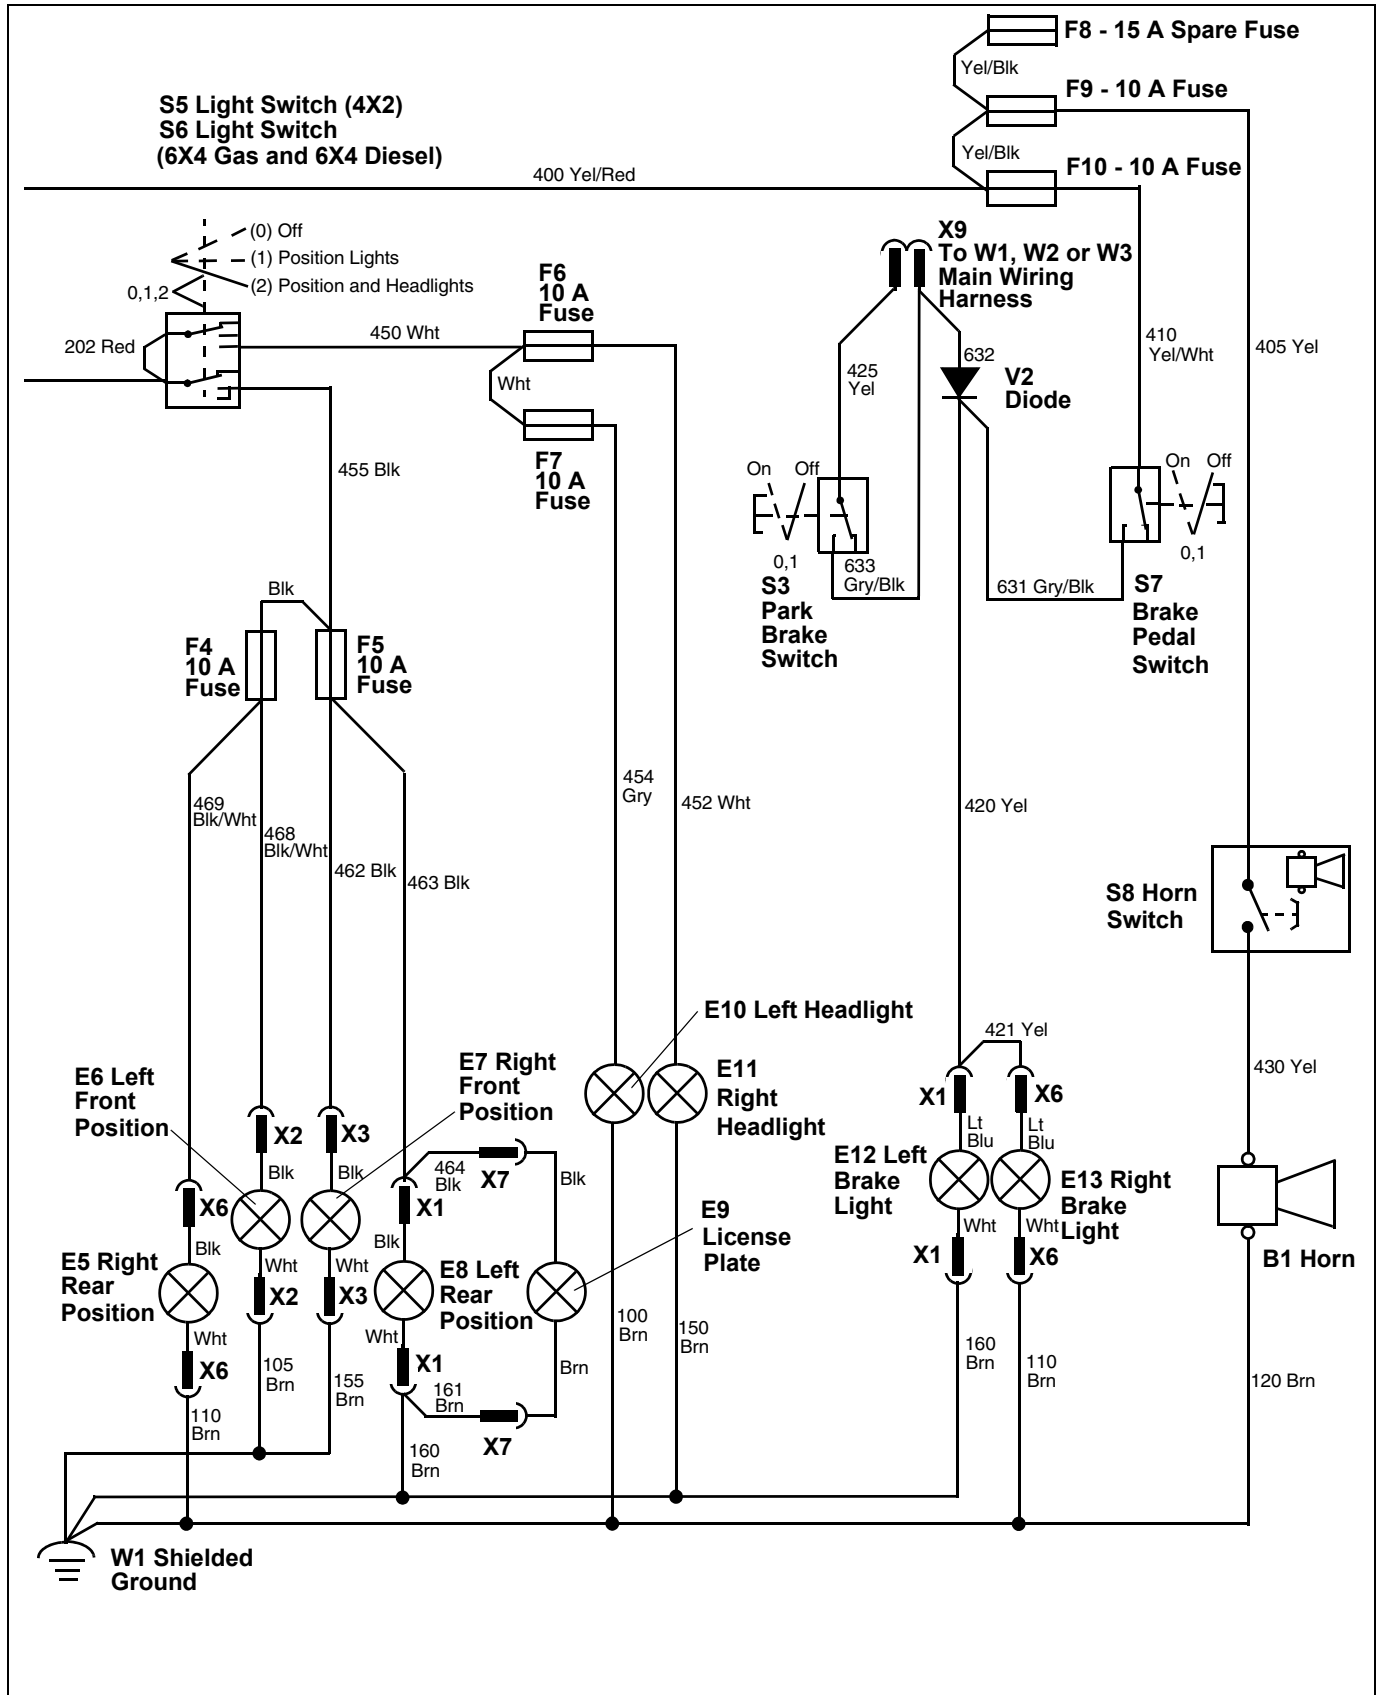 F8 - 15 A Spare Fuse
Yel/Blk
F9 - 10 A Fuse
S5 Light Switch (4X2)
S6 Light Switch
(6X4 Gas and 6X4 Diesel)
Yel/Blk
F10 - 10 A Fuse
400 Yel/Red
(0) Off
(1) Position Lights
(2) Position and Headlights
0,1,2
X9
To W1, W2 or W3
Main Wiring
Harness
F6
10 A
Fuse
450 Wht
202 Red
410
Yel/Wht
405 Yel
632
425
Yel
V2
Diode
Wht
F7
10 A
Fuse
455 Blk
On
Off
0,1
On
Off
0,1
633
Gry/Blk
631 Gry/Blk
S3
Park
Brake
Switch
S7
Brake
Pedal
Switch
Blk
F4
10 A
Fuse
F5
10 A
Fuse
454
Gry
452 Wht
420 Yel
469
Blk/Wht
468
Blk/Wht
462 Blk
463 Blk
S8 Horn
Switch
E10 Left Headlight
421 Yel
430 Yel
E7 Right
Front
Position
E6 Left
Front
Position
E11
Right
Headlight
X1
X6
X2
X3
Lt
Blu
Lt
Blu
Blk
Blk
464
Blk
X7
Blk
E12 Left
Brake
Light
E13 Right
Brake
Light
X6
X1
E9
License
Plate
Wht
Wht
Blk
Blk
X1
X6
B1 Horn
E5 Right
Rear
Position
Wht
X2
Wht
X3
E8 Left
Rear
Position
100
Brn
150
Brn
Wht
Wht
X6
X1
Brn
160
Brn
110
Brn
105
Brn
155
Brn
161
Brn
120 Brn
110
Brn
X7
160
Brn
W1 Shielded
Ground